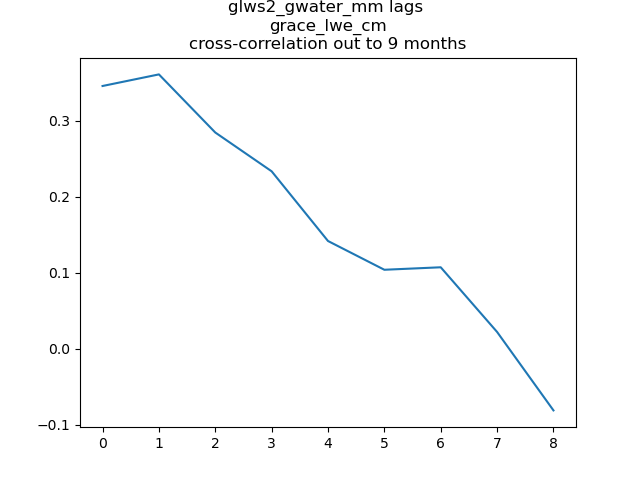 glws2_gwater_mm lags
grace_lwe_cm
cross-correlation out to 9 months
0.3
0.2
0.1
0.0
−0.1
0 1 2 3 4 5 6 7 8